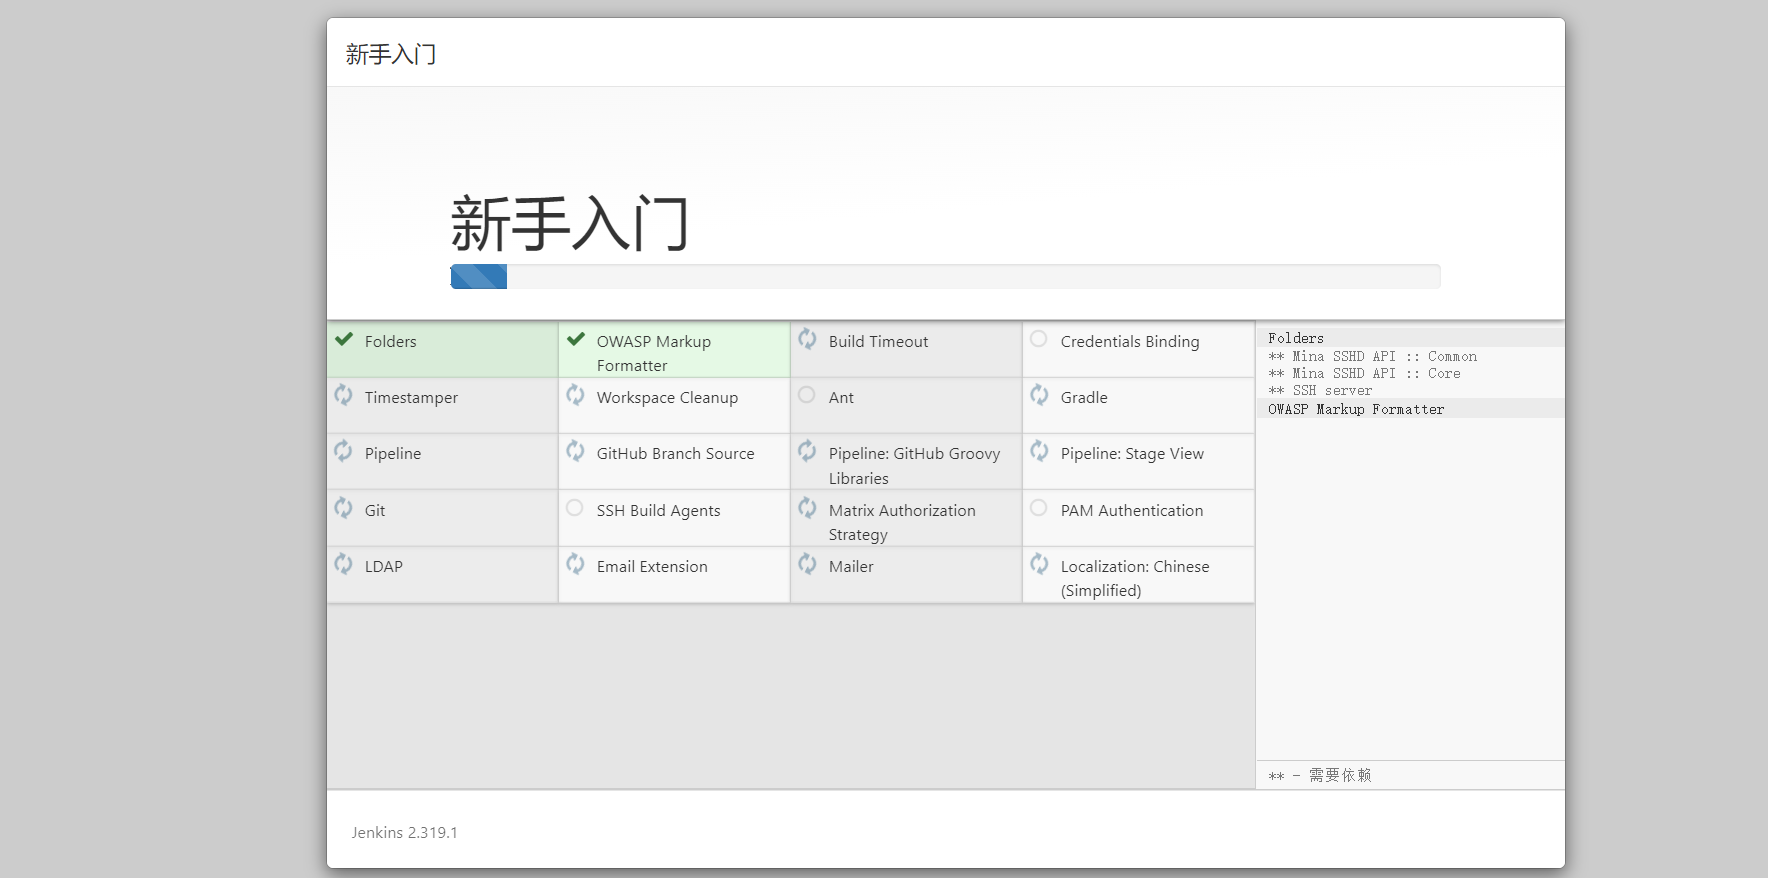 新手入门
新手入门
Folders
OWASP Markup
Formatter
Build Timeout
Credentials Binding
Timestamper
Workspace Cleanup
Ant
Gradle
Pipeline
GitHub Branch Source
Pipeline: GitHub Groovy
Libraries
Pipeline: Stage View
Git
SSH Build Agents
Matrix Authorization
Strategy
PAM Authentication
LDAP
Email Extension
Mailer
Localization: Chinese
(Simplified)
Folders
** Mina SSHD API :: Common
** Mina SSHD API :: Core
** SSH server
OWASP Markup Formatter
** - 需要依赖
Jenkins 2.319.1